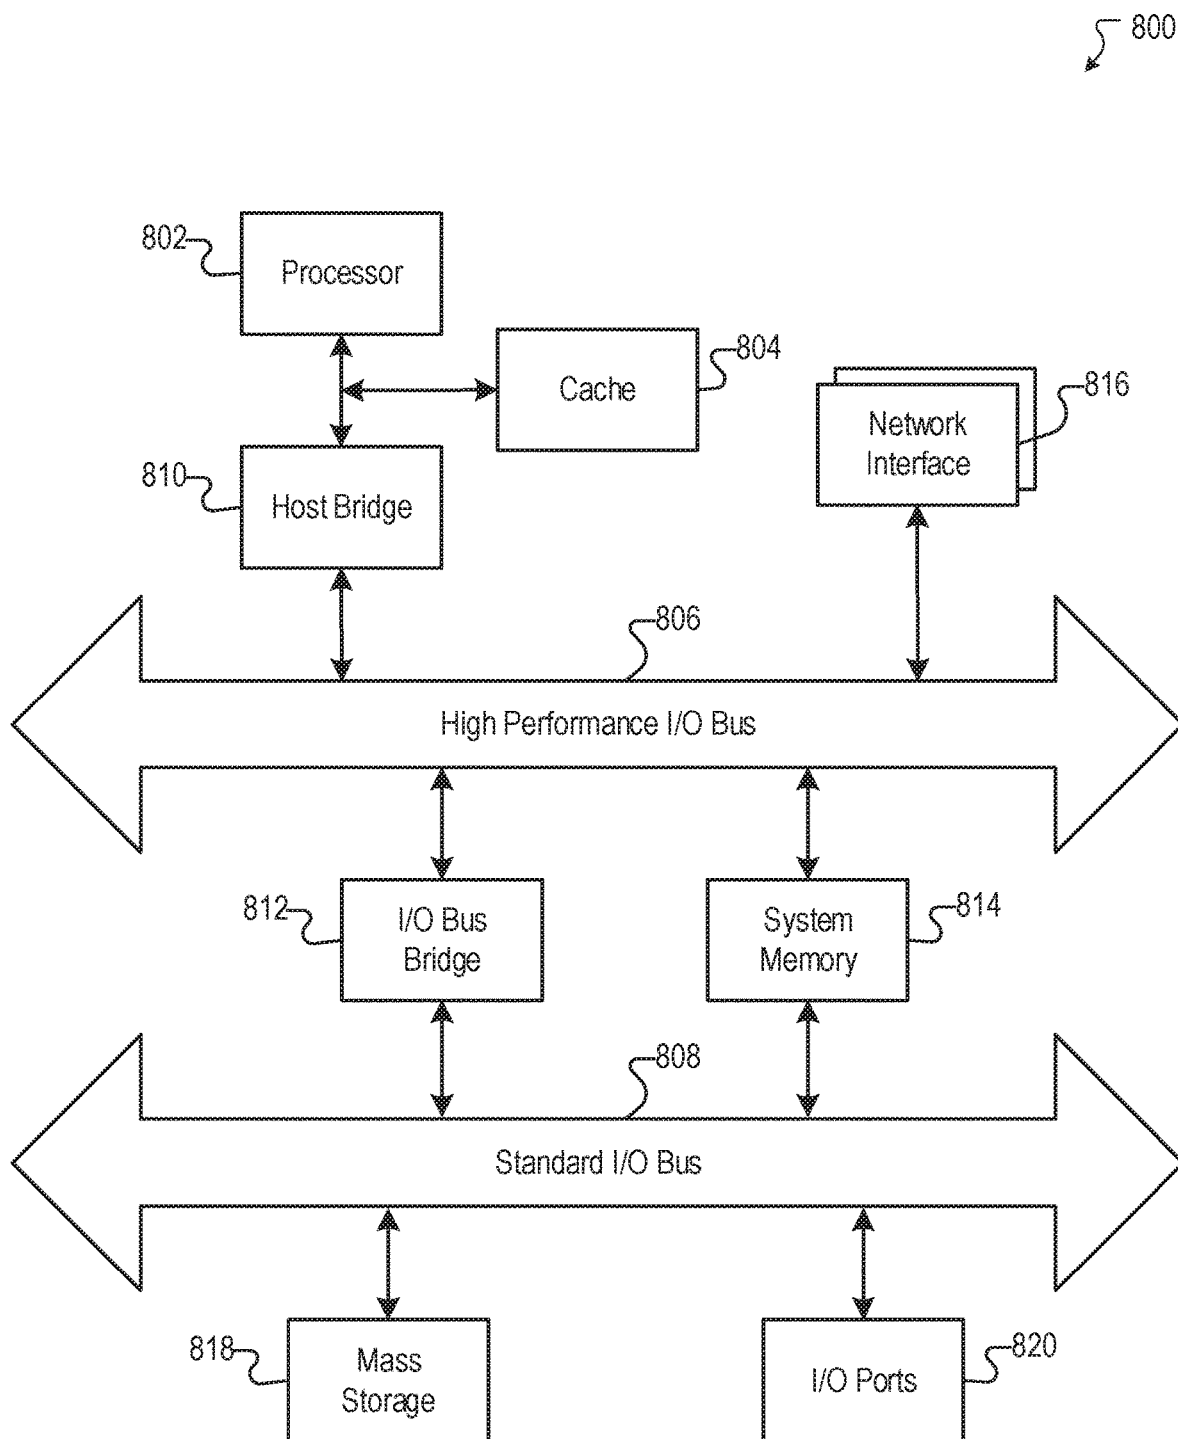 800
802
Processor
804
Cache
816
Network
Interface
810
Host Bridge
806
High Performance I/O Bus
812
I/O Bus
Bridge
System
Memory
814
808
Standard I/O Bus
818
Mass
Storage
I/O Ports
820